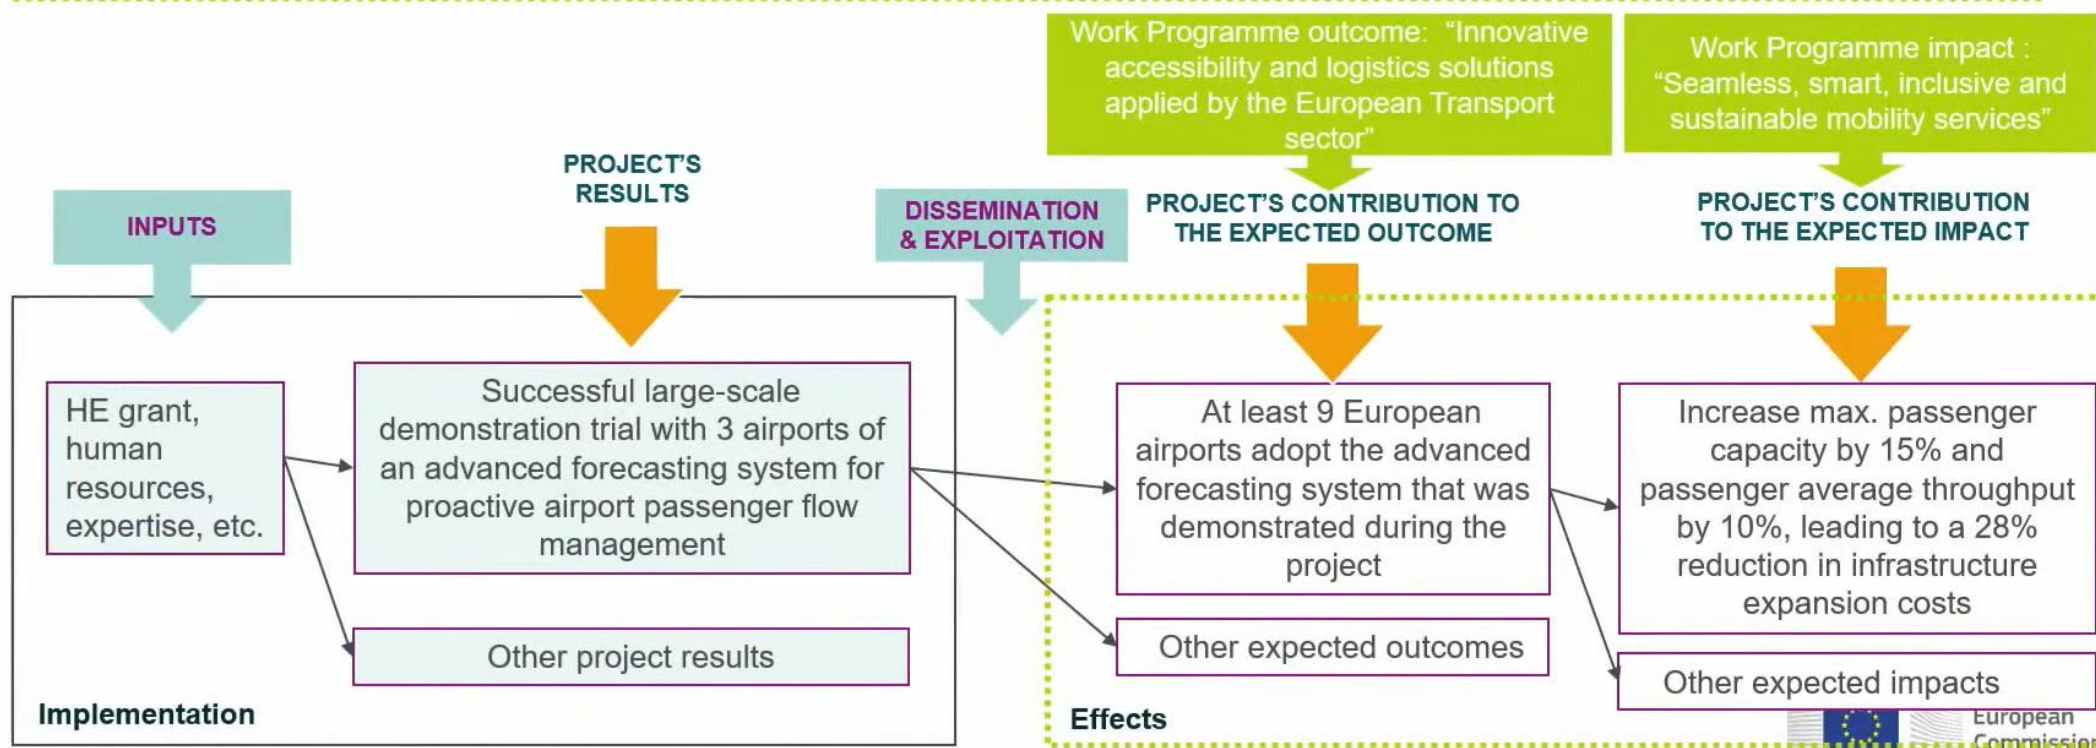 Work Programme outcome: “Innovative
accessibility and logistics solutions
applied by the European Transport
sector”
Work Programme impact :
“Seamless, smart, inclusive and
sustainable mobility services”
INPUTS
PROJECT’S
RESULTS
DISSEMINATION
& EXPLOITATION
PROJECT’S CONTRIBUTION TO
THE EXPECTED OUTCOME
PROJECT’S CONTRIBUTION
TO THE EXPECTED IMPACT
HE grant,
human
resources,
expertise, etc.
Successful large-scale
demonstration trial with 3 airports of
an advanced forecasting system for
proactive airport passenger flow
management
Other project results
Implementation
At least 9 European
airports adopt the advanced
forecasting system that was
demonstrated during the
project
Other expected outcomes
Effects
Increase max. passenger
capacity by 15% and
passenger average throughput
by 10%, leading to a 28%
reduction in infrastructure
expansion costs
Other expected impacts
European
Commission